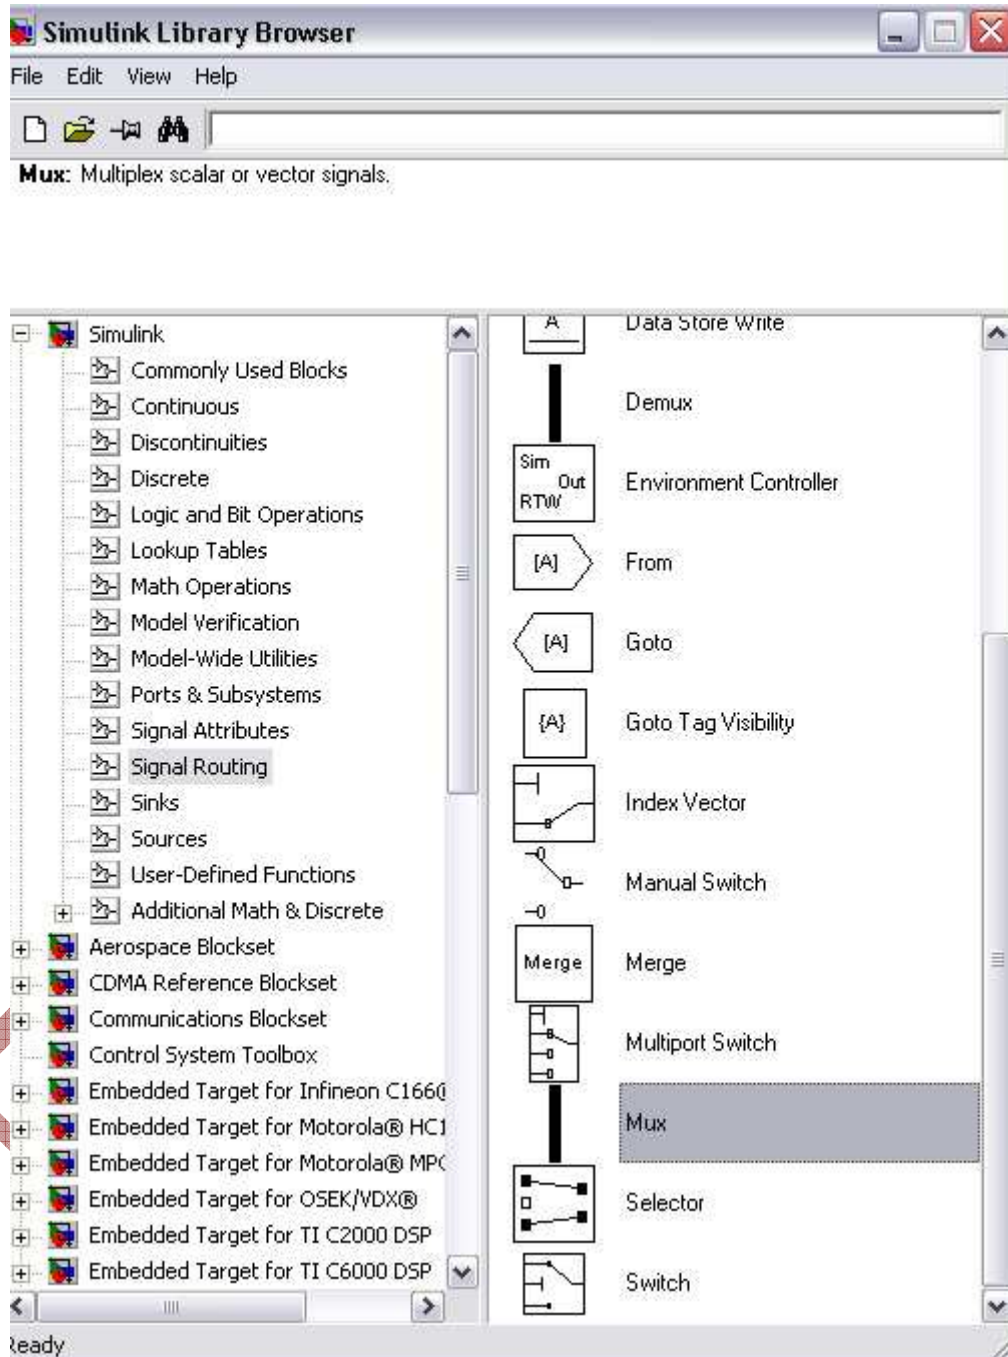 Simulink Library Browser
File Edit View Help
Mux: Multiplex scalar or vector signals.
Simulink
Commonly Used Blocks
Continuous
Discontinuities
Discrete
Logic and Bit Operations
Lookup Tables
Math Operations
Model Verification
Model-Wide Utilities
Ports & Subsystems
Signal Attributes
Signal Routing
Sinks
Sources
User-Defined Functions
Additional Math & Discrete
Aerospace Blockset
CDMA Reference Blockset
Communications Blockset
Control System Toolbox
Embedded Target for Infineon C166®
Embedded Target for Motorola® HC1
Embedded Target for Motorola® MPC
Embedded Target for OSEK/VDX®
Embedded Target for TI C2000 DSP
Embedded Target for TI C6000 DSP
A Data Store Write
Demux
Sim
Out
RTW
Environment Controller
[A] From
[A] Goto
{A} Goto Tag Visibility
Index Vector
Manual Switch
Merge Merge
Multiport Switch
Mux
Selector
Switch
Ready